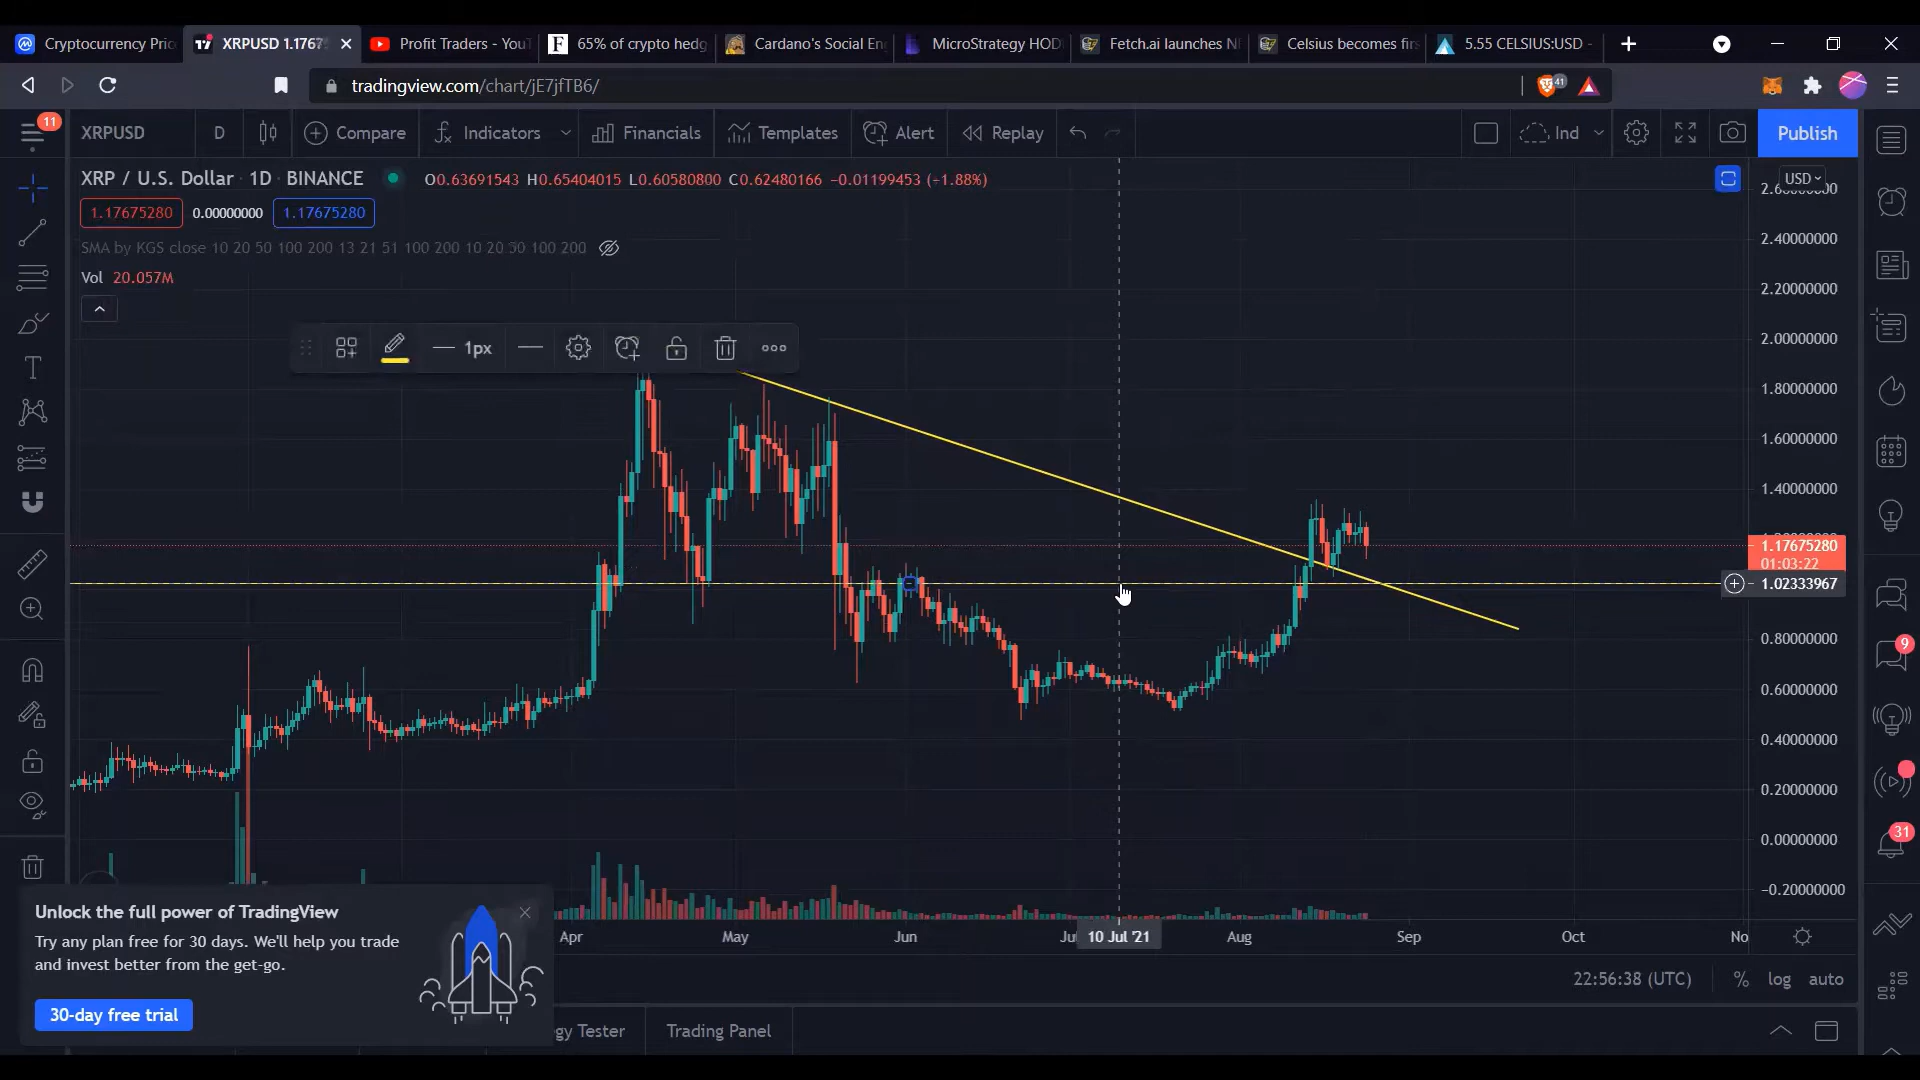 Cryptocurrency Pric
XRPUSD 1.1767
Profit Traders - You
65% of crypto hedg
Cardano's Social En
MicroStrategy HOD
Fetch.ai launches
Celsius becomes firs
5.55 CELSIUS:USD -
tradingview.com/chart/jE7jfTB6/
41
11
XRPUSD
D
Compare
Indicators
Financials
Templates
Alert
Replay
Ind
Publish
XRP / U.S. Dollar · 1D · BINANCE
O0.63691543 H0.65404015 L0.60580800 C0.62480166 −0.01199453 (−1.88%)
USD
1.17675280
0.00000000
1.17675280
SMA by KGS close 10 20 50 100 200 13 21 51 100 200 10 20 50 100 200
Vol 20.057M
1px
2.40000000
2.20000000
2.00000000
1.80000000
1.60000000
1.40000000
1.17675280
01:03:22
1.02333967
0.80000000
0.60000000
0.40000000
0.20000000
0.00000000
−0.20000000
9
31
Apr
May
Jun
10 Jul '21
Aug
Sep
Oct
No
Unlock the full power of TradingView
Try any plan free for 30 days. We'll help you trade
and invest better from the get-go.
30-day free trial
22:56:38 (UTC)
%
log
auto
gy Tester
Trading Panel